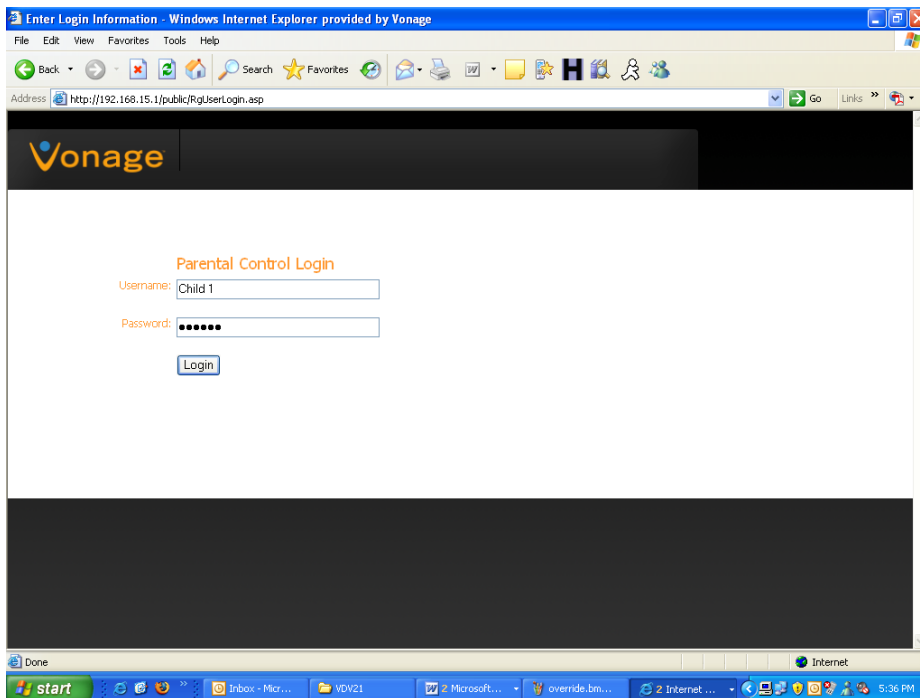 Enter Login Information - Windows Internet Explorer provided by Vonage
File Edit View Favorites Tools Help
Back Search Favorites
Address http://192.168.15.1/public/RgUserLogin.asp Go Links »
Vonage
Parental Control Login
Username: Child 1
Password: ••••••
Login
Done Internet
start » Inbox - Micr... VDV21 2 Microsoft... override.bm... 2 Internet ... 5:36 PM